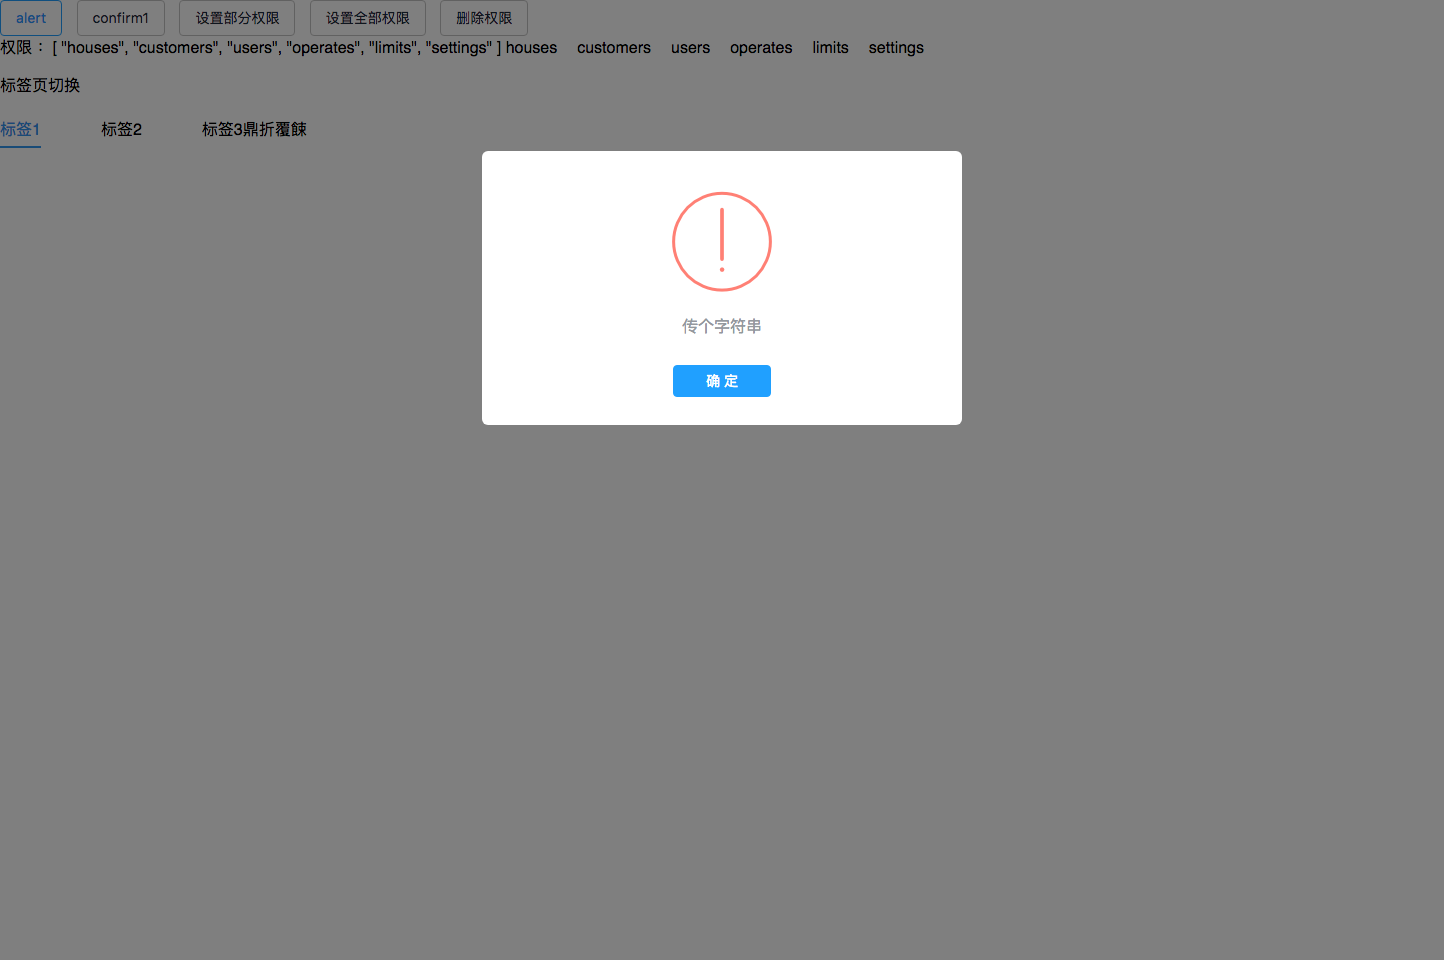 alert confirm1 设置部分权限 设置全部权限 删除权限
权限： [ "houses", "customers", "users", "operates", "limits", "settings" ] houses customers users operates limits settings
标签页切换
标签1 标签2 标签3鼎折覆餗
传个字符串
确 定